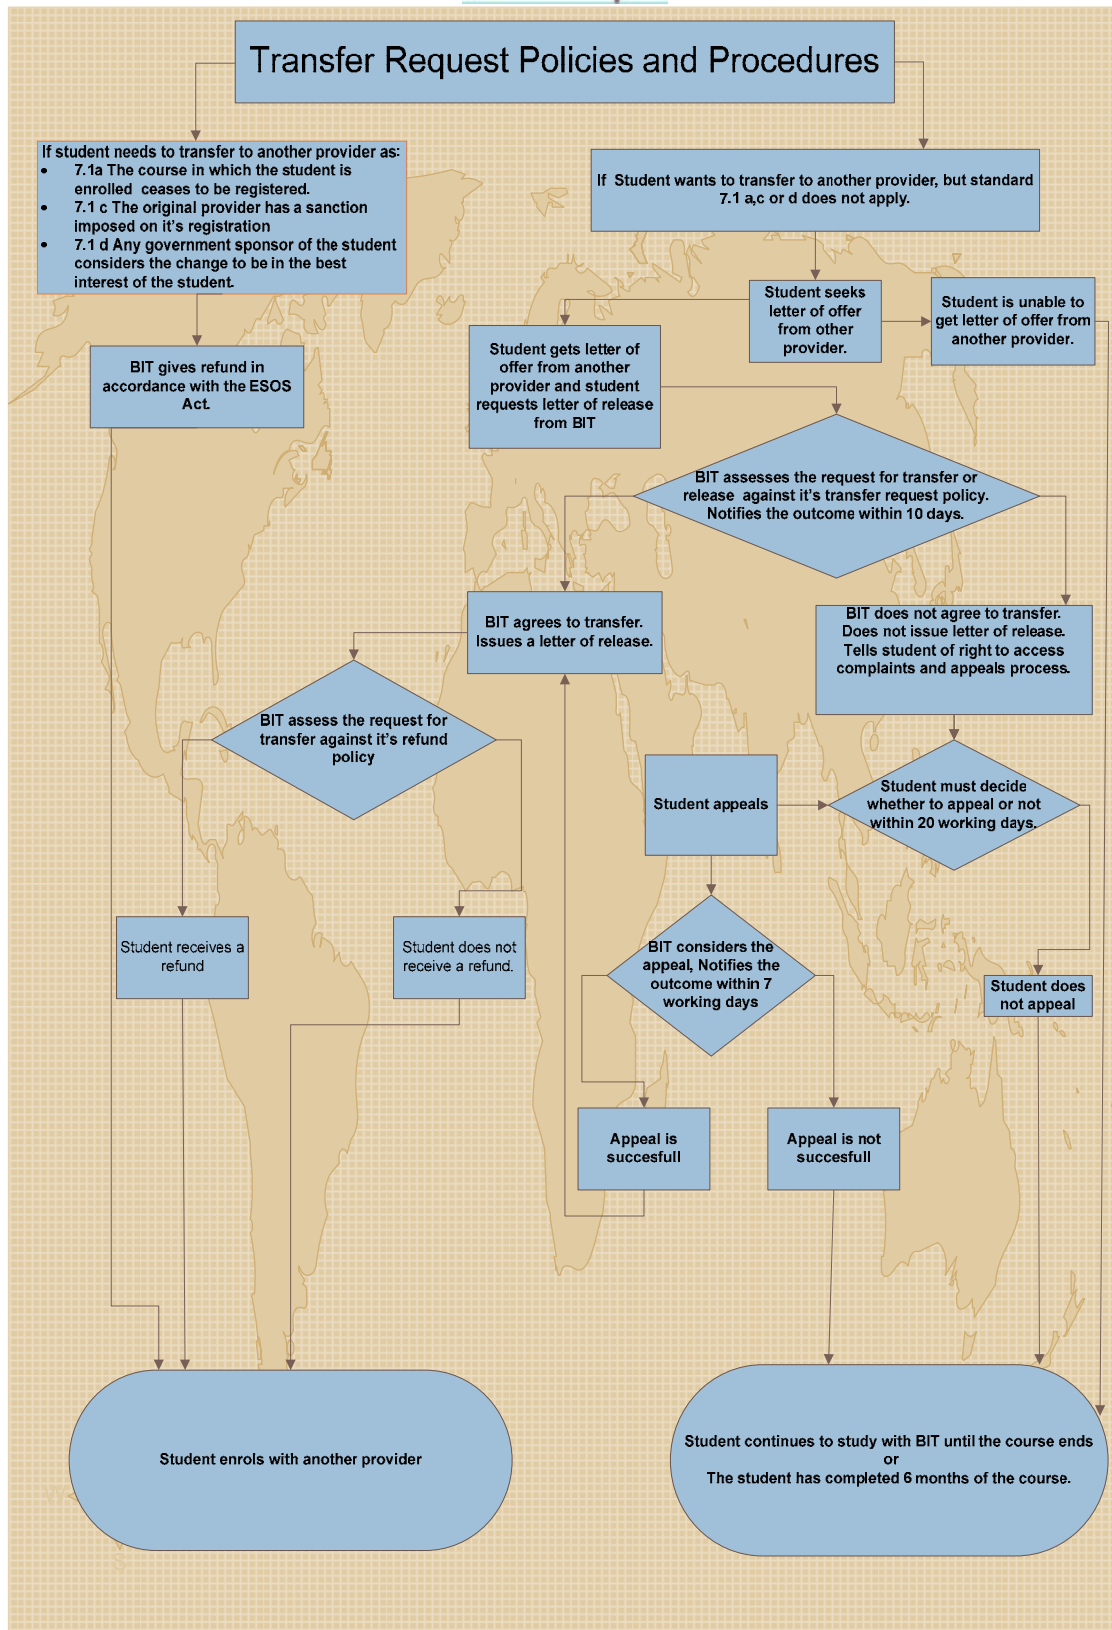 Transfer Request Policies and Procedures
If student needs to transfer to another provider as:
• 7.1a The course in which the student is
enrolled ceases to be registered.
• 7.1 c The original provider has a sanction
imposed on it's registration
• 7.1 d Any government sponsor of the student
considers the change to be in the best
interest of the student.
If Student wants to transfer to another provider, but standard
7.1 a,c or d does not apply.
Student seeks
letter of offer
from other
provider.
Student is unable to
get letter of offer from
another provider.
Student gets letter of
offer from another
provider and student
requests letter of release
from BIT
BIT gives refund in
accordance with the ESOS
Act.
BIT assesses the request for transfer or
release against it's transfer request policy.
Notifies the outcome within 10 days.
BIT agrees to transfer.
Issues a letter of release.
BIT does not agree to transfer.
Does not issue letter of release.
Tells student of right to access
complaints and appeals process.
BIT assess the request for
transfer against it's refund
policy
Student appeals
Student must decide
whether to appeal or not
within 20 working days.
Student receives a
refund
Student does not
receive a refund.
BIT considers the
appeal, Notifies the
outcome within 7
working days
Student does
not appeal
Appeal is
succesfull
Appeal is not
succesfull
Student enrols with another provider
Student continues to study with BIT until the course ends
or
The student has completed 6 months of the course.
W
S